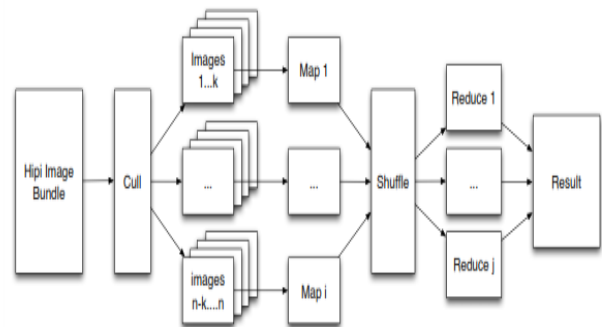 Hipi Image
Bundle
Cull
Images
1...k
...
images
n-k....n
Map 1
...
Map i
Shuffle
Reduce 1
...
Reduce j
Result